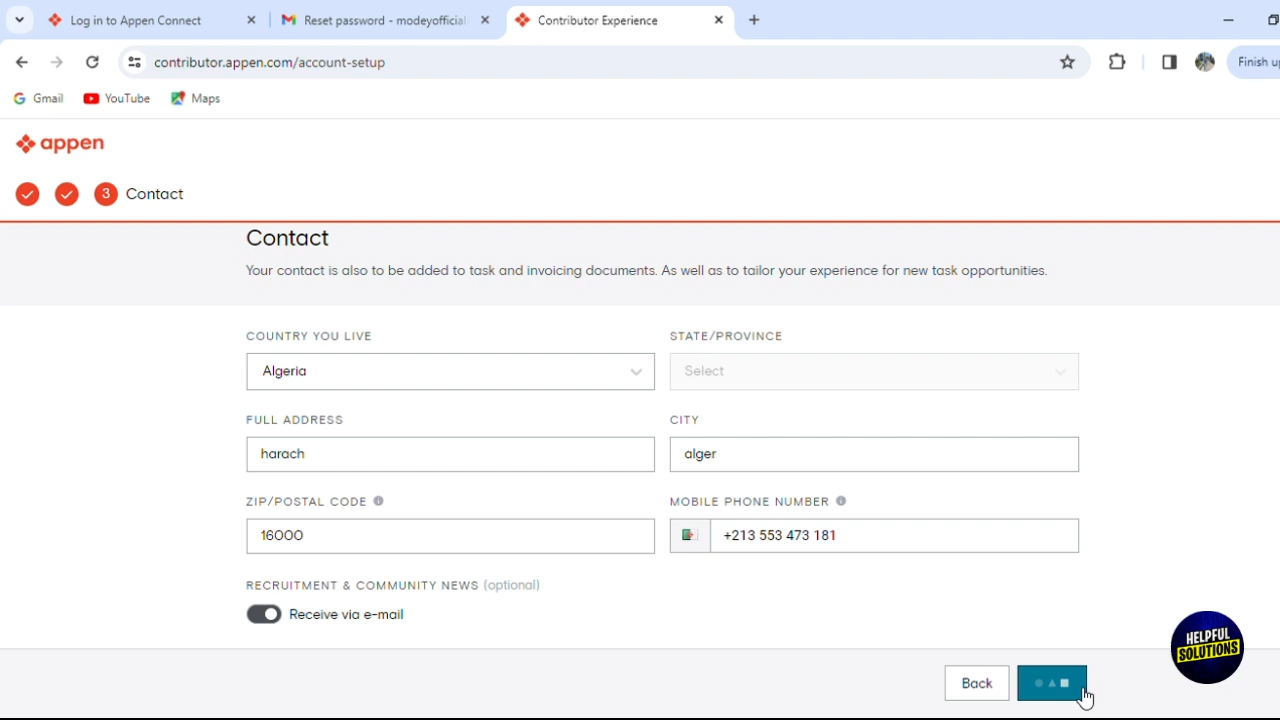 Log in to Appen Connect
Reset password - modeyofficial
Contributor Experience
contributor.appen.com/account-setup
Finish u
Gmail
YouTube
Maps
appen
3 Contact
Contact
Your contact is also to be added to task and invoicing documents. As well as to tailor your experience for new task opportunities.
COUNTRY YOU LIVE
STATE/PROVINCE
Algeria
Select
FULL ADDRESS
CITY
harach
alger
ZIP/POSTAL CODE
MOBILE PHONE NUMBER
16000
+213 553 473 181
RECRUITMENT & COMMUNITY NEWS (optional)
Receive via e-mail
HELPFUL
SOLUTIONS
Back